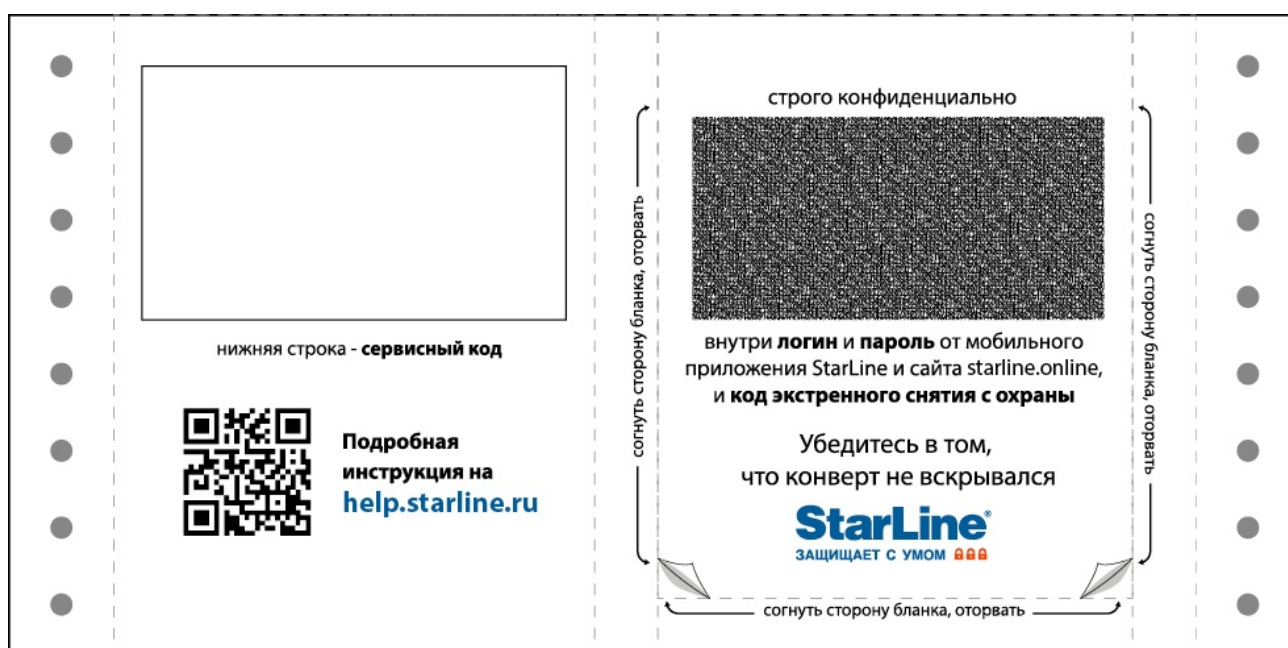 нижняя строка - сервисный код
Подробная
инструкция на
help.starline.ru
согнуть сторону бланка, оторвать
строго конфиденциально
внутри логин и пароль от мобильного
приложения StarLine и сайта starline.online,
и код экстренного снятия с охраны
Убедитесь в том,
что конверт не вскрывался
StarLine®
ЗАЩИЩАЕТ С УМОМ
согнуть сторону бланка, оторвать
согнуть сторону бланка, оторвать